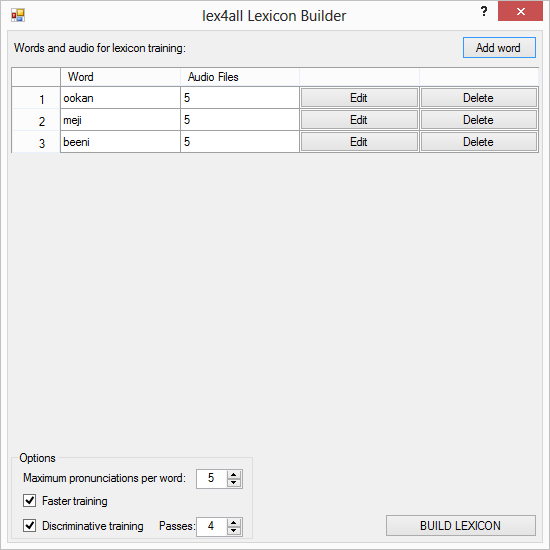 lex4all Lexicon Builder
?
Words and audio for lexicon training:
Add word
Word Audio Files
1 ookan 5 Edit Delete
2 meji 5 Edit Delete
3 beeni 5 Edit Delete
Options
Maximum pronunciations per word: 5
Faster training
Discriminative training Passes: 4
BUILD LEXICON